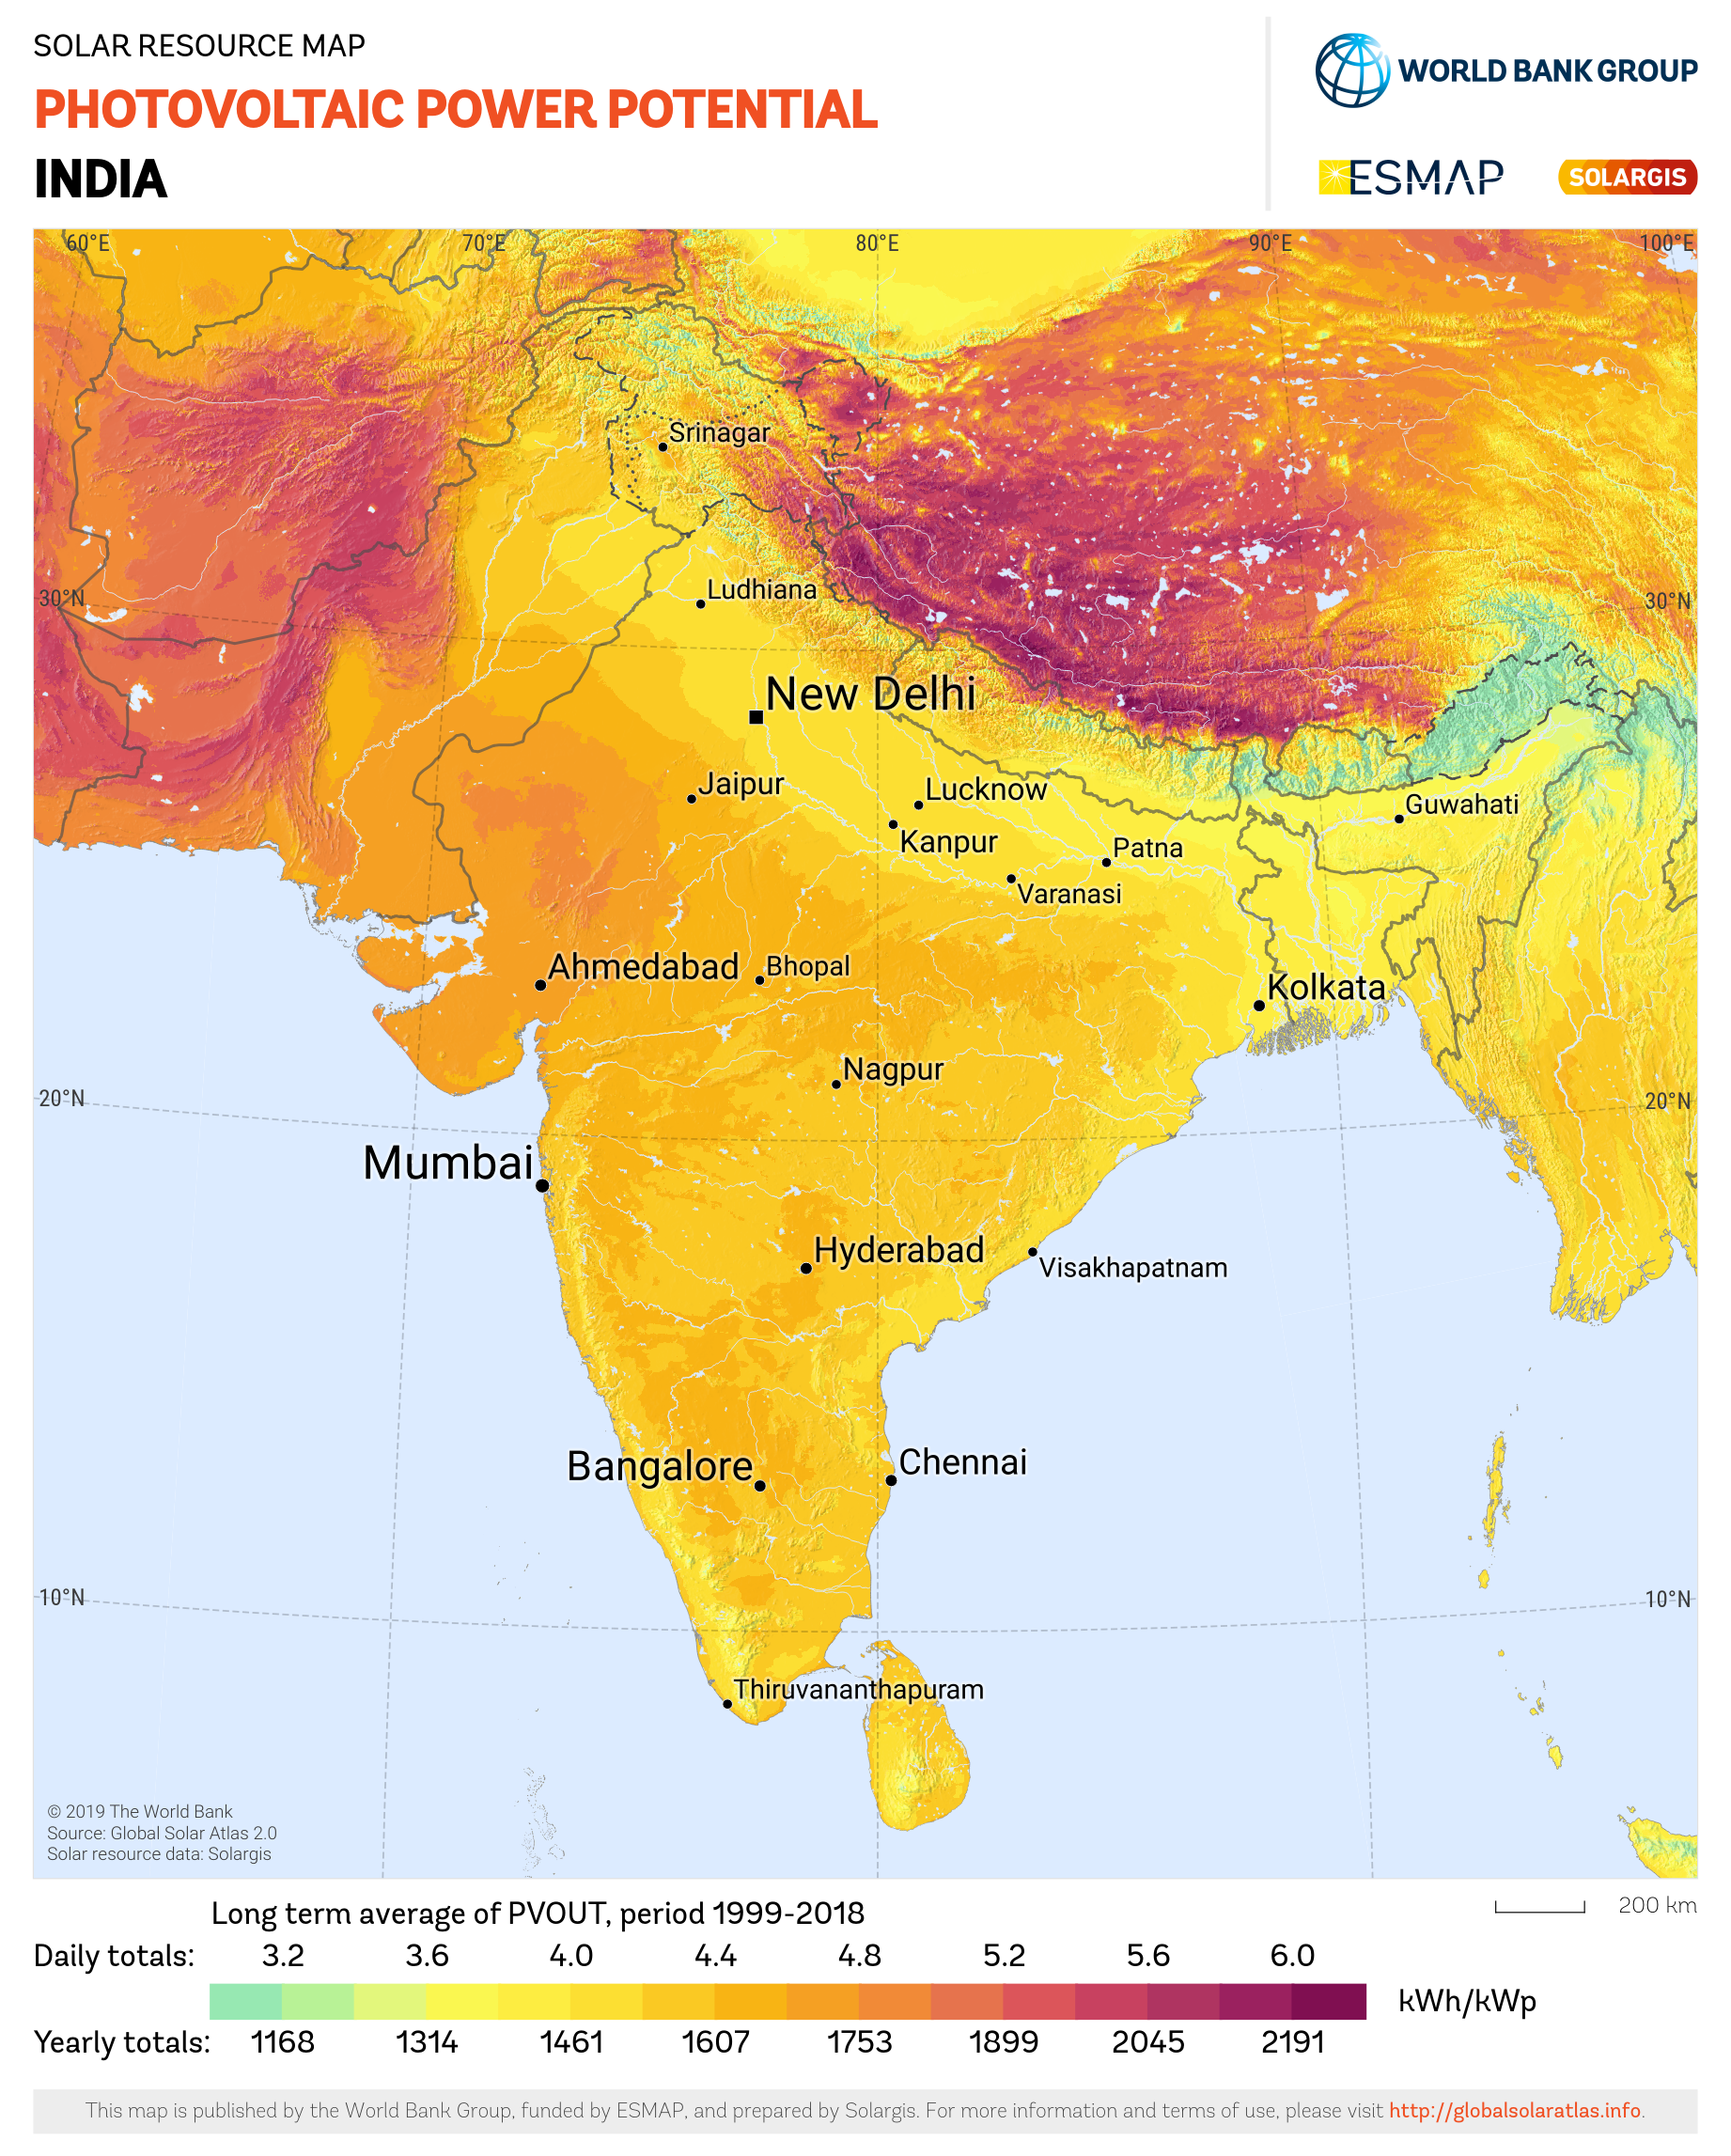 SOLAR RESOURCE MAP
PHOTOVOLTAIC POWER POTENTIAL
INDIA
WORLD BANK GROUP
ESMAP
SOLARGIS
60°E
70°E
80°E
90°E
100°E
Srinagar
Ludhiana
30°N
30°N
New Delhi
Jaipur
Lucknow
Guwahati
Kanpur
Patna
Varanasi
Ahmedabad
Bhopal
Kolkata
Nagpur
20°N
20°N
Mumbai
Hyderabad
Visakhapatnam
Bangalore
Chennai
10°N
10°N
Thiruvananthapuram
© 2019 The World Bank
Source: Global Solar Atlas 2.0
Solar resource data: Solargis
Long term average of PVOUT, period 1999-2018
200 km
Daily totals: 3.2 3.6 4.0 4.4 4.8 5.2 5.6 6.0
kWh/kWp
Yearly totals: 1168 1314 1461 1607 1753 1899 2045 2191
This map is published by the World Bank Group, funded by ESMAP, and prepared by Solargis. For more information and terms of use, please visit http://globalsolaratlas.info.